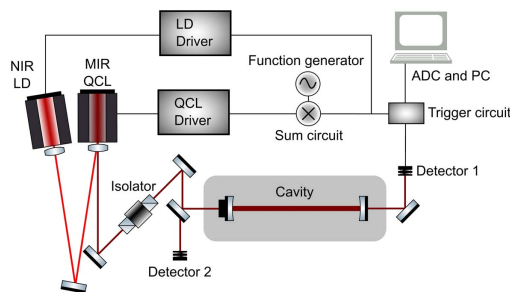 LD
Driver
NIR
LD
MIR
QCL
Function generator
ADC and PC
QCL
Driver
Sum circuit
Trigger circuit
Detector 1
Isolator
Cavity
Detector 2